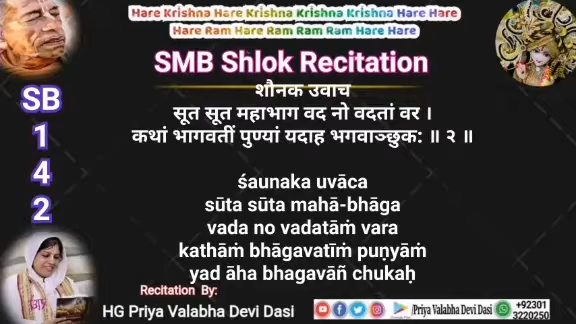 Hare Krishna Hare Krishna Krishna Krishna Hare Hare
Hare Ram Hare Ram Ram Ram Hare Hare
SMB Shlok Recitation
SB
1
4
2
शौनक उवाच
सूत सूत महाभाग वद नो वदतां वर ।
कथां भागवतीं पुण्यां यदाह भगवाञ्छुक: ॥ २ ॥
śaunaka uvāca
sūta sūta mahā-bhāga
vada no vadatāṁ vara
kathāṁ bhāgavatīṁ puṇyāṁ
yad āha bhagavāñ chukaḥ
Recitation By:
HG Priya Valabha Devi Dasi
/Priya Valabha Devi Dasi
+92301
3220250